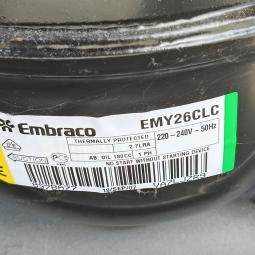 Embraco
EMY26CLC
THERMALLY PROTECTED
220-240V~50Hz
2.7LRA
AB. OIL 180CC
1 PH
NO START WITHOUT STARTING DEVICE